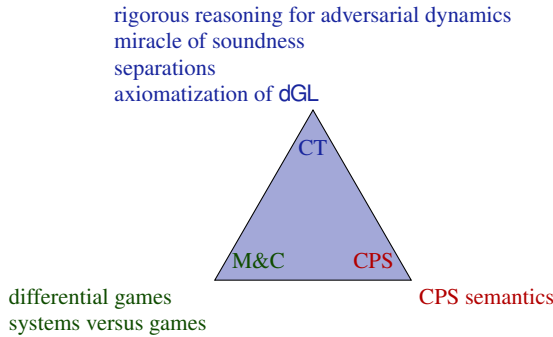 rigorous reasoning for adversarial dynamics
miracle of soundness
separations
axiomatization of dGL
CT
M&C
CPS
differential games
systems versus games
CPS semantics